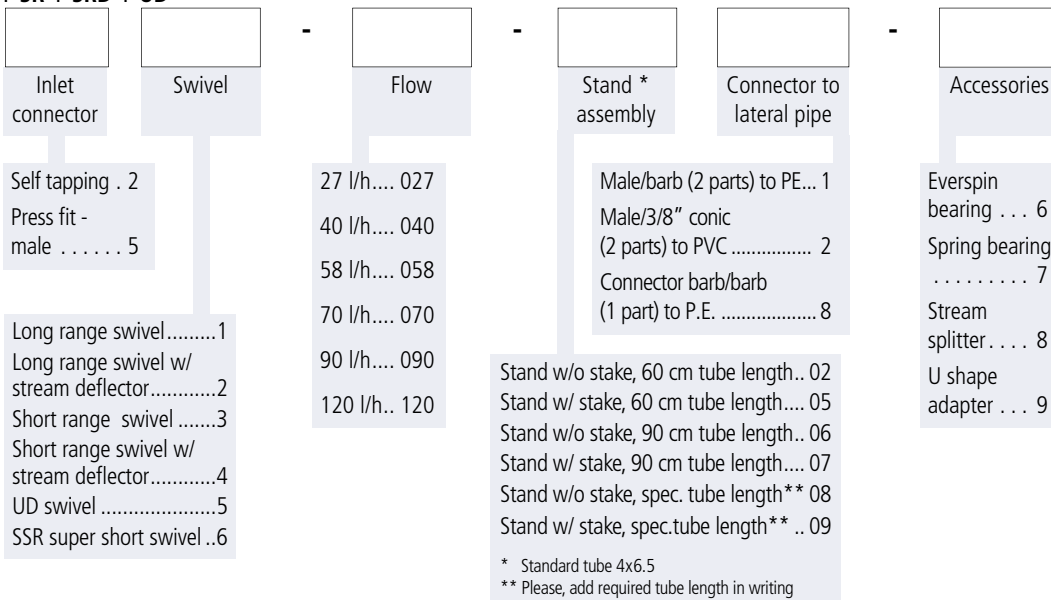 -
-
-
Inlet
connector
Swivel
Flow
Stand *
assembly
Connector to
lateral pipe
Accessories
Self tapping . 2
Press fit -
male . . . . . . 5
Long range swivel.........1
Long range swivel w/
stream deflector............2
Short range swivel .......3
Short range swivel w/
stream deflector............4
UD swivel .....................5
SSR super short swivel ..6
27 l/h.... 027
40 l/h.... 040
58 l/h.... 058
70 l/h.... 070
90 l/h.... 090
120 l/h.. 120
Male/barb (2 parts) to PE... 1
Male/3/8" conic
(2 parts) to PVC ................ 2
Connector barb/barb
(1 part) to P.E. ................... 8
Stand w/o stake, 60 cm tube length.. 02
Stand w/ stake, 60 cm tube length.... 05
Stand w/o stake, 90 cm tube length.. 06
Stand w/ stake, 90 cm tube length.... 07
Stand w/o stake, spec. tube length** 08
Stand w/ stake, spec.tube length** .. 09
* Standard tube 4x6.5
** Please, add required tube length in writing
Everspin
bearing . . . 6
Spring bearing
. . . . . . . . . 7
Stream
splitter . . . . 8
U shape
adapter . . . 9